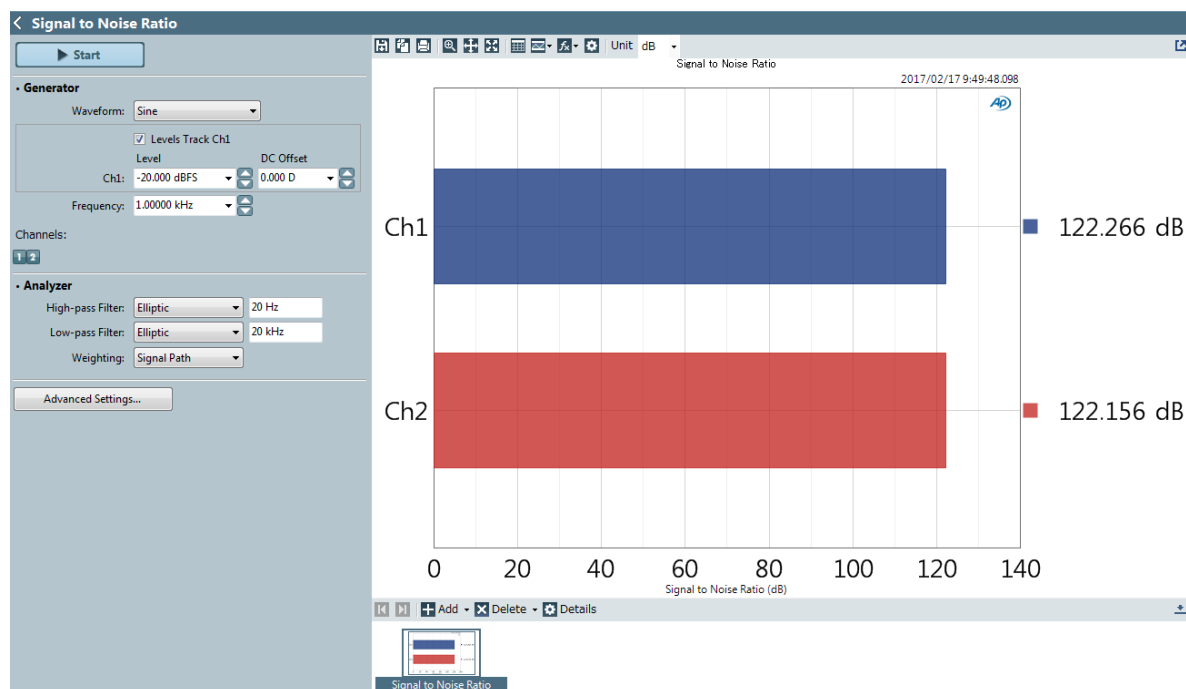 Signal to Noise Ratio
Start
Generator
Waveform: Sine
Levels Track Ch1
Level DC Offset
Ch1: -20.000 dBFS 0.000 D
Frequency: 1.00000 kHz
Channels:
1 2
Analyzer
High-pass Filter: Elliptic 20 Hz
Low-pass Filter: Elliptic 20 kHz
Weighting: Signal Path
Advanced Settings...
Unit dB
Signal to Noise Ratio
2017/02/17 9:49:48.098
AP
Ch1 122.266 dB
Ch2 122.156 dB
0 20 40 60 80 100 120 140
Signal to Noise Ratio (dB)
Add Delete Details
Signal to Noise Ratio